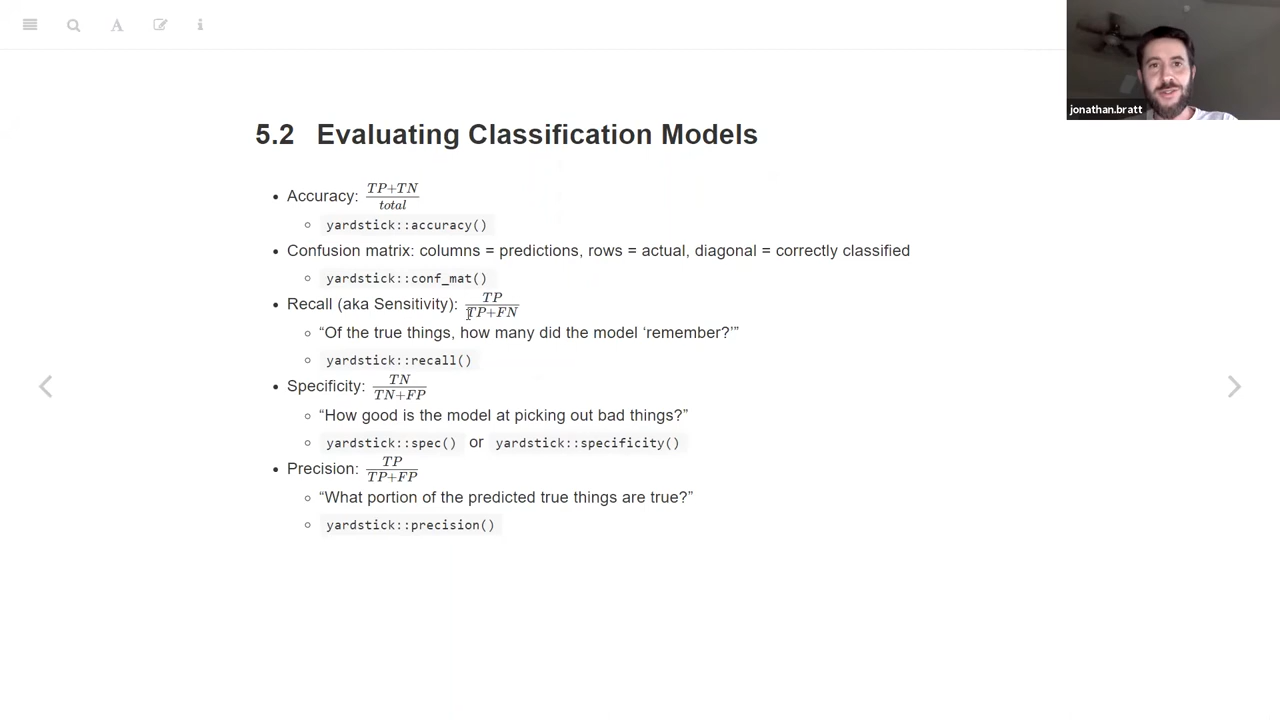 jonathan.bratt
5.2 Evaluating Classification Models
• Accuracy: TP+TN / total
◦ yardstick::accuracy()
• Confusion matrix: columns = predictions, rows = actual, diagonal = correctly classified
◦ yardstick::conf_mat()
• Recall (aka Sensitivity): TP / TP+FN
◦ “Of the true things, how many did the model ‘remember?’”
◦ yardstick::recall()
• Specificity: TN / TN+FP
◦ “How good is the model at picking out bad things?”
◦ yardstick::spec() or yardstick::specificity()
• Precision: TP / TP+FP
◦ “What portion of the predicted true things are true?”
◦ yardstick::precision()